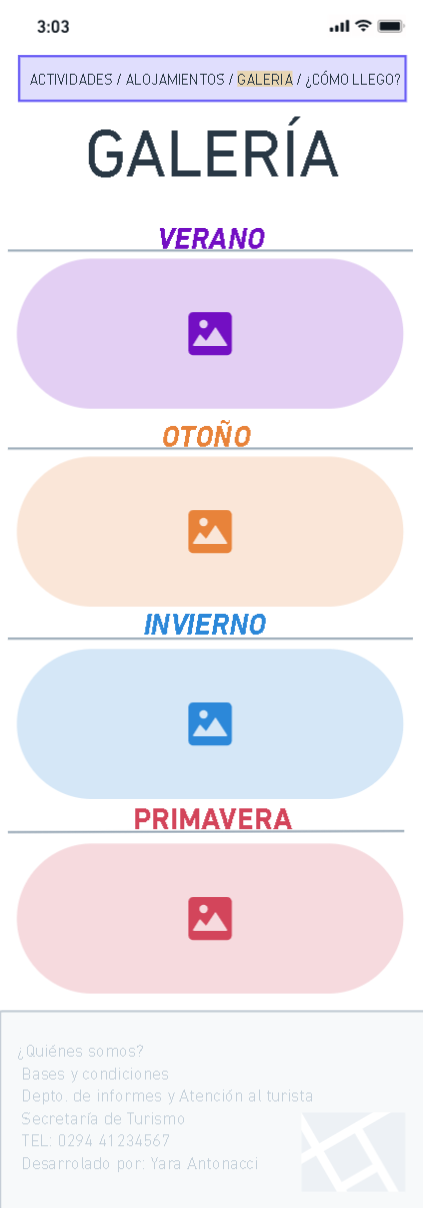 3:03
ACTIVIDADES / ALOJAMIENTOS / GALERIA / ¿CÓMO LLEGO?
GALERÍA
VERANO
OTOÑO
INVIERNO
PRIMAVERA
¿Quiénes somos?
Bases y condiciones
Depto. de informes y Atención al turista
Secretaría de Turismo
TEL: 0294 41234567
Desarrolado por: Yara Antonacci